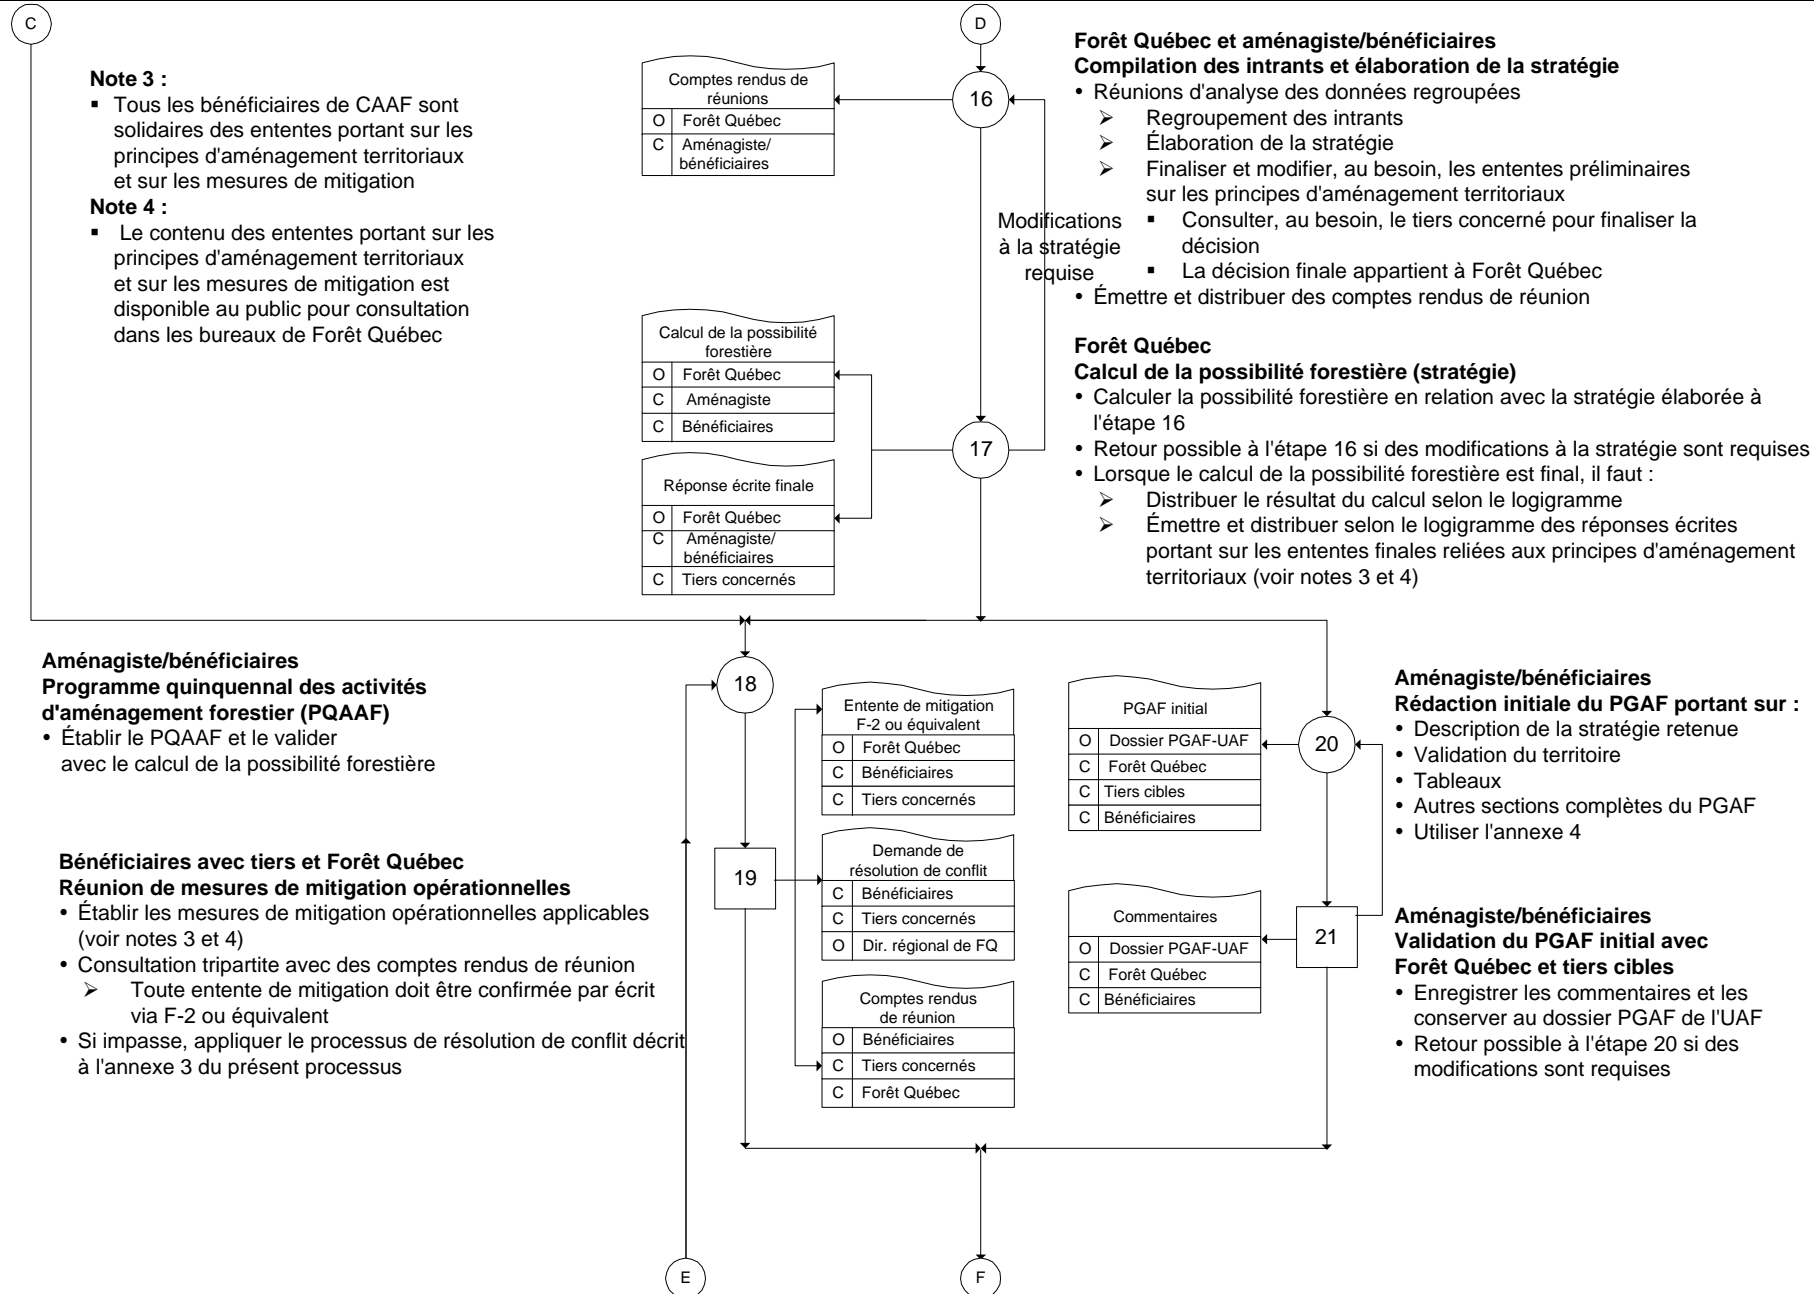 C
D
Note 3 :
▪ Tous les bénéficiaires de CAAF sont
solidaires des ententes portant sur les
principes d'aménagement territoriaux
et sur les mesures de mitigation
Note 4 :
▪ Le contenu des ententes portant sur les
principes d'aménagement territoriaux
et sur les mesures de mitigation est
disponible au public pour consultation
dans les bureaux de Forêt Québec
Comptes rendus de
réunions
O Forêt Québec
C Aménagiste/
bénéficiaires
16
Modifications
à la stratégie
requise
Forêt Québec et aménagiste/bénéficiaires
Compilation des intrants et élaboration de la stratégie
• Réunions d'analyse des données regroupées
➢ Regroupement des intrants
➢ Élaboration de la stratégie
➢ Finaliser et modifier, au besoin, les ententes préliminaires
sur les principes d'aménagement territoriaux
▪ Consulter, au besoin, le tiers concerné pour finaliser la
décision
▪ La décision finale appartient à Forêt Québec
• Émettre et distribuer des comptes rendus de réunion
Calcul de la possibilité
forestière
O Forêt Québec
C Aménagiste
C Bénéficiaires
17
Réponse écrite finale
O Forêt Québec
C Aménagiste/
bénéficiaires
C Tiers concernés
Forêt Québec
Calcul de la possibilité forestière (stratégie)
• Calculer la possibilité forestière en relation avec la stratégie élaborée à
l'étape 16
• Retour possible à l'étape 16 si des modifications à la stratégie sont requises
• Lorsque le calcul de la possibilité forestière est final, il faut :
➢ Distribuer le résultat du calcul selon le logigramme
➢ Émettre et distribuer selon le logigramme des réponses écrites
portant sur les ententes finales reliées aux principes d'aménagement
territoriaux (voir notes 3 et 4)
Aménagiste/bénéficiaires
Programme quinquennal des activités
d'aménagement forestier (PQAAF)
• Établir le PQAAF et le valider
avec le calcul de la possibilité forestière
18
Entente de mitigation
F-2 ou équivalent
O Forêt Québec
C Bénéficiaires
C Tiers concernés
PGAF initial
O Dossier PGAF-UAF
C Forêt Québec
C Tiers cibles
C Bénéficiaires
20
Aménagiste/bénéficiaires
Rédaction initiale du PGAF portant sur :
• Description de la stratégie retenue
• Validation du territoire
• Tableaux
• Autres sections complètes du PGAF
• Utiliser l'annexe 4
Bénéficiaires avec tiers et Forêt Québec
Réunion de mesures de mitigation opérationnelles
• Établir les mesures de mitigation opérationnelles applicables
(voir notes 3 et 4)
• Consultation tripartite avec des comptes rendus de réunion
➢ Toute entente de mitigation doit être confirmée par écrit
via F-2 ou équivalent
• Si impasse, appliquer le processus de résolution de conflit décrit
à l'annexe 3 du présent processus
19
Demande de
résolution de conflit
C Bénéficiaires
C Tiers concernés
O Dir. régional de FQ
Comptes rendus
de réunion
O Bénéficiaires
C Tiers concernés
C Forêt Québec
Commentaires
O Dossier PGAF-UAF
C Forêt Québec
C Bénéficiaires
21
Aménagiste/bénéficiaires
Validation du PGAF initial avec
Forêt Québec et tiers cibles
• Enregistrer les commentaires et les
conserver au dossier PGAF de l'UAF
• Retour possible à l'étape 20 si des
modifications sont requises
E
F